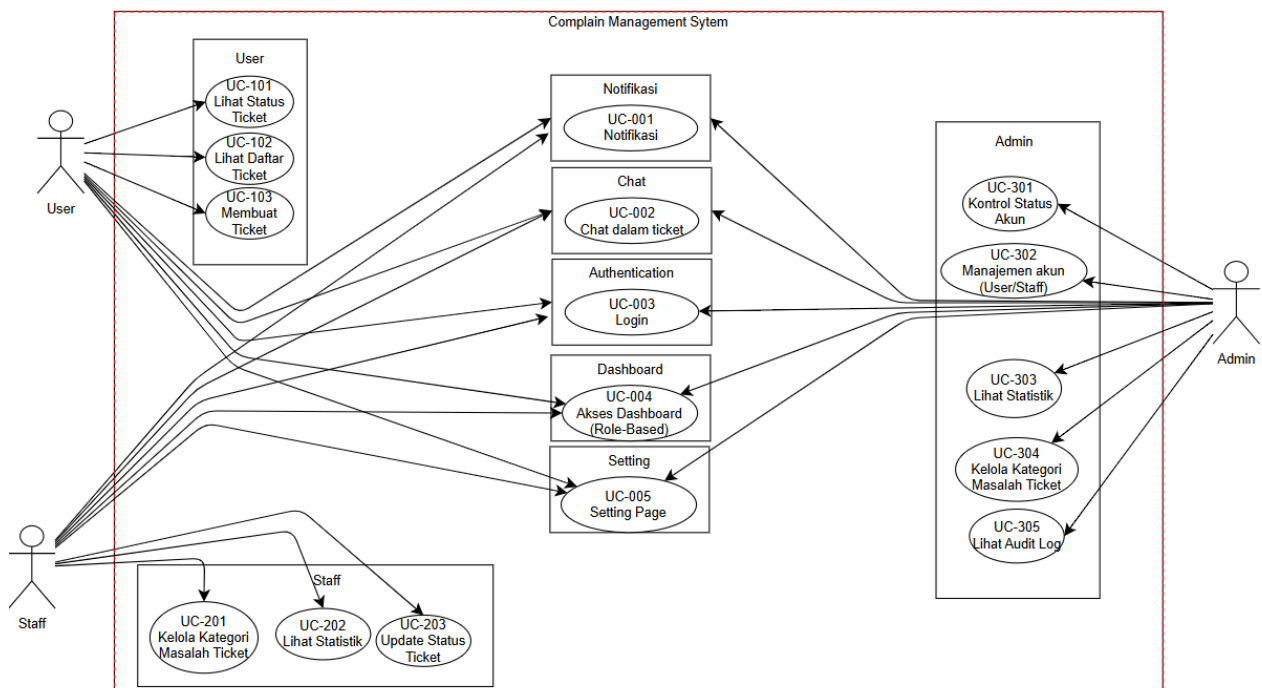 Complain Management Sytem
User
UC-101
Lihat Status
Ticket
UC-102
Lihat Daftar
Ticket
UC-103
Membuat
Ticket
User
Notifikasi
UC-001
Notifikasi
Chat
UC-002
Chat dalam ticket
Authentication
UC-003
Login
Dashboard
UC-004
Akses Dashboard
(Role-Based)
Setting
UC-005
Setting Page
Admin
UC-301
Kontrol Status
Akun
UC-302
Manajemen akun
(User/Staff)
UC-303
Lihat Statistik
UC-304
Kelola Kategori
Masalah Ticket
UC-305
Lihat Audit Log
Admin
Staff
Staff
UC-201
Kelola Kategori
Masalah Ticket
UC-202
Lihat Statistik
UC-203
Update Status
Ticket